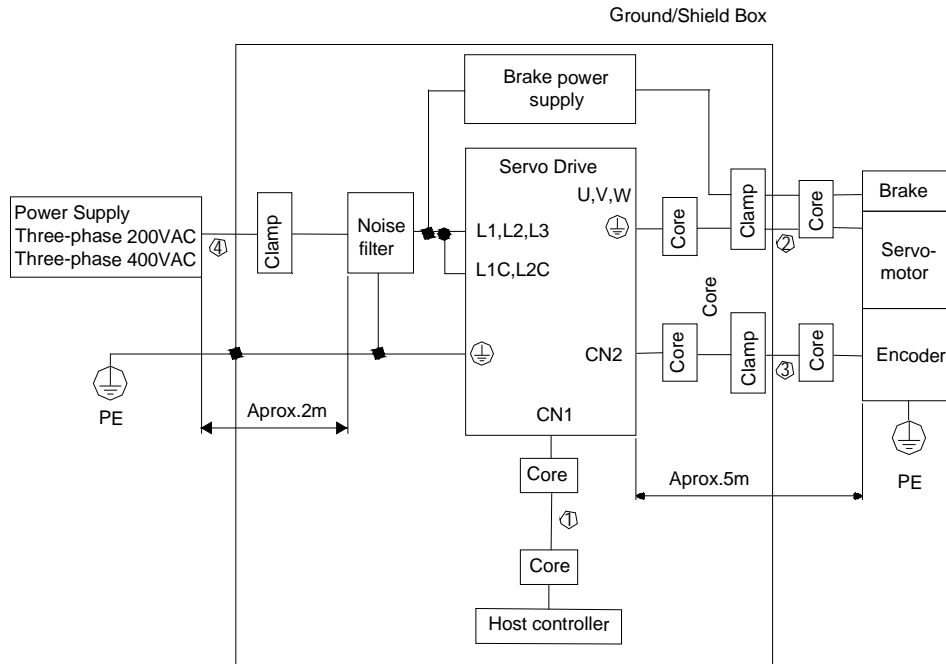 Ground/Shield Box
Brake power
supply
Servo Drive
U,V,W
Power Supply
Three-phase 200VAC
Three-phase 400VAC
④
Clamp
Noise
filter
L1,L2,L3
L1C,L2C
Core
Clamp
②
Core
Brake
Servo-
motor
Core
CN2
Core
Clamp
③
Core
Encoder
PE
Aprox.2m
CN1
Core
①
Core
Host controller
Aprox.5m
PE